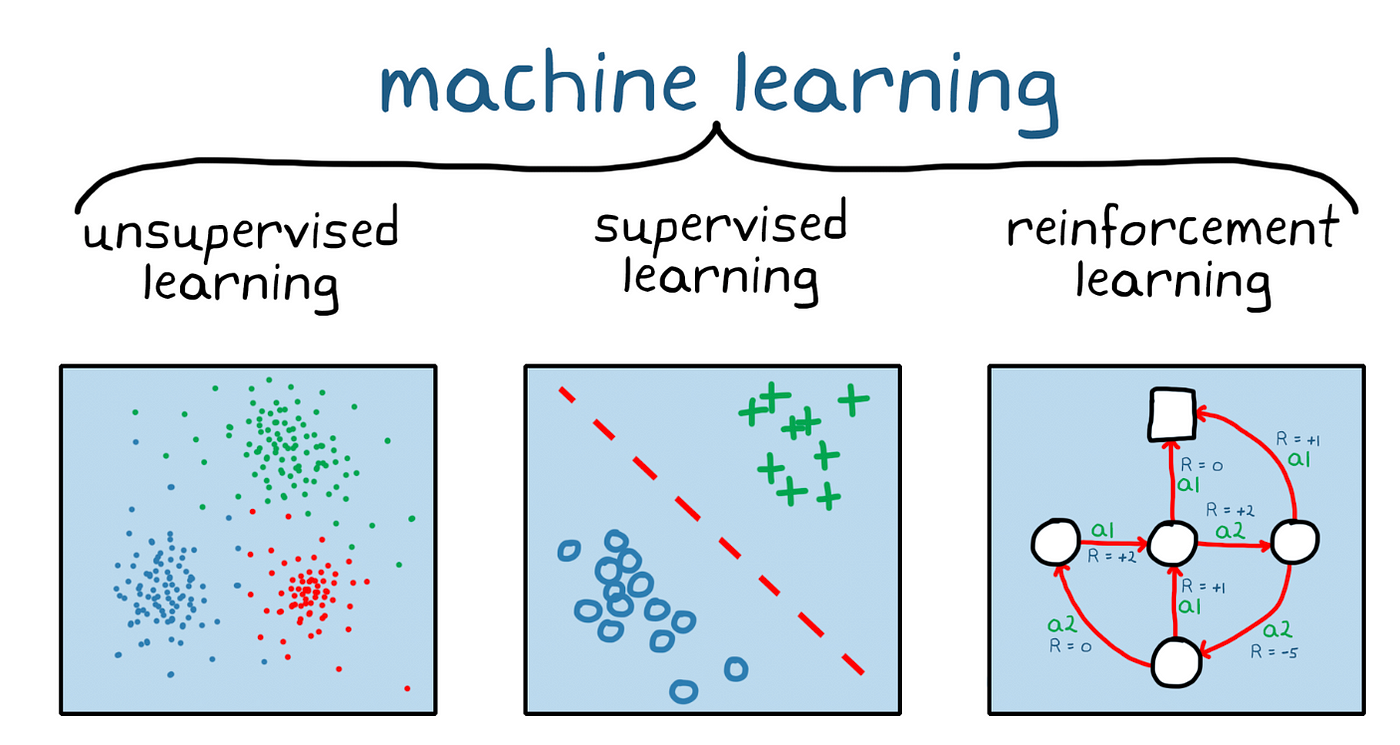 machine learning
unsupervised
learning
supervised
learning
reinforcement
learning
R = +1
a1
R = 0
a1
R = +2
a2
a1
R = +2
R = +1
a1
a2
R = 0
a2
R = -5